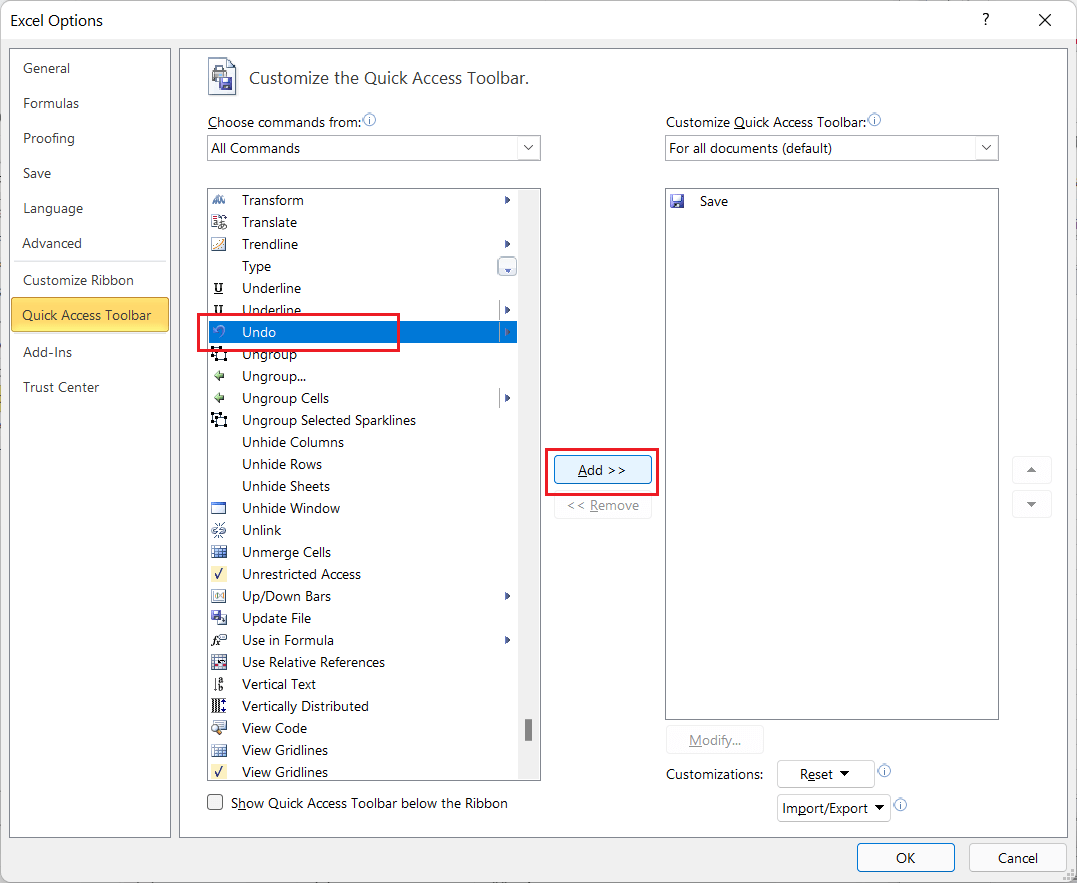 Excel Options
?
General
Formulas
Proofing
Save
Language
Advanced
Customize Ribbon
Quick Access Toolbar
Add-Ins
Trust Center
Customize the Quick Access Toolbar.
Choose commands from:
All Commands
Transform
Translate
Trendline
Type
Underline
Underline
Undo
Ungroup
Ungroup...
Ungroup Cells
Ungroup Selected Sparklines
Unhide Columns
Unhide Rows
Unhide Sheets
Unhide Window
Unlink
Unmerge Cells
Unrestricted Access
Up/Down Bars
Update File
Use in Formula
Use Relative References
Vertical Text
Vertically Distributed
View Code
View Gridlines
View Gridlines
Show Quick Access Toolbar below the Ribbon
Add >>
<< Remove
Customize Quick Access Toolbar:
For all documents (default)
Save
Modify...
Customizations:
Reset
Import/Export
OK
Cancel